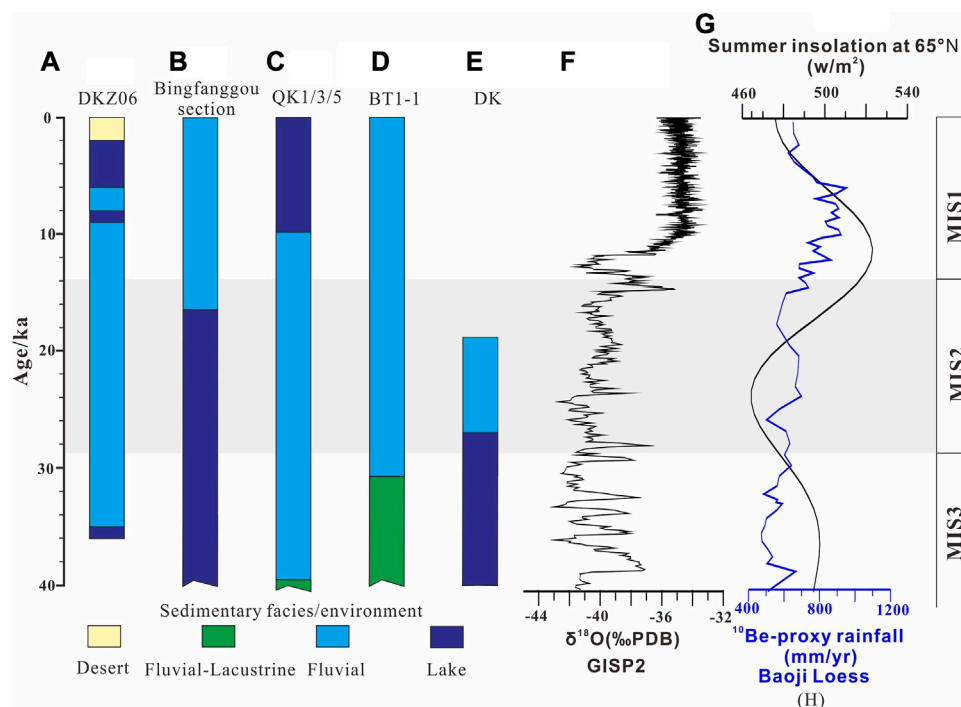 A
B
C
D
E
F
G
DKZ06
Bingfanggou
section
QK1/3/5
BT1-1
DK
Summer insolation at 65°N
(w/m²)
460
500
540
0
10
20
30
40
Age/ka
MIS1
MIS2
MIS3
-44
-40
-36
-32
δ¹⁸O(‰PDB)
GISP2
400
800
1200
¹⁰Be-proxy rainfall
(mm/yr)
Baoji Loess
(H)
Sedimentary facies/environment
Desert
Fluvial-Lacustrine
Fluvial
Lake